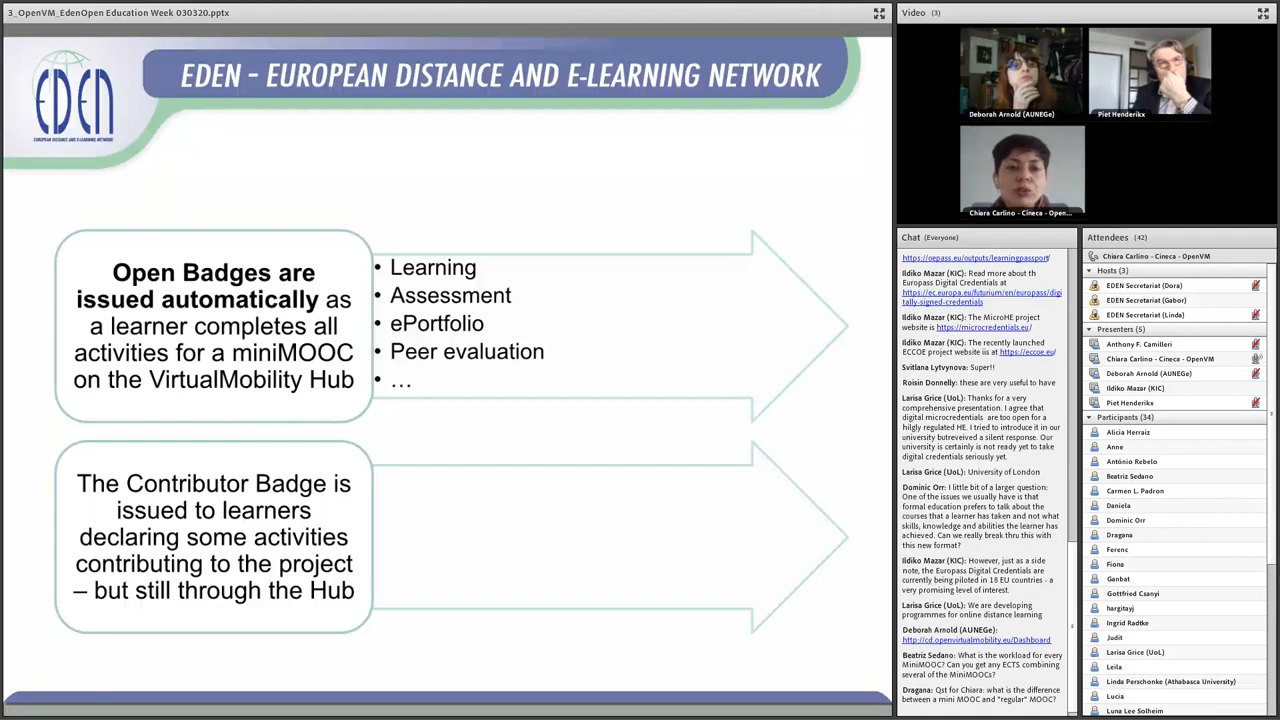 3_OpenVM_EdenOpen Education Week 030320.pptx
EDEN
EUROPEAN DISTANCE AND E-LEARNING NETWORK
EDEN – EUROPEAN DISTANCE AND E-LEARNING NETWORK
Open Badges are
issued automatically as
a learner completes all
activities for a miniMOOC
on the VirtualMobility Hub
• Learning
• Assessment
• ePortfolio
• Peer evaluation
• …
The Contributor Badge is
issued to learners
declaring some activities
contributing to the project
– but still through the Hub
Video (3)
Deborah Arnold (AUNEGe)
Piet Henderikx
Chiara Carlino - Cineca - Open...
Chat (Everyone)
https://oepass.eu/outputs/learningpassport/
Ildiko Mazar (KIC): Read more about th
Europass Digital Credentials at
https://ec.europa.eu/futurium/en/europass/digi
tally-signed-credentials
Ildiko Mazar (KIC): The MicroHE project
website is https://microcredentials.eu/
Ildiko Mazar (KIC): The recently launched
ECCOE project website iis at https://eccoe.eu/
Svitlana Lytvynova: Super!!
Roisin Donnelly: these are very useful to have
Larisa Grice (UoL): Thanks for a very
comprehensive presentation. I agree that
digital microcredentials are too open for a
hilgly regulated HE. I tried to introduce it in our
university butreveived a silent response. Our
university is certainly is not ready yet to take
digital credentials seriously yet.
Larisa Grice (UoL): University of London
Dominic Orr: I little bit of a larger question:
One of the issues we usually have is that
formal education prefers to talk about the
courses that a learner has taken and not what
skills, knowledge and abilities the learner has
achieved. Can we really break thru this with
this new format?
Ildiko Mazar (KIC): However, just as a side
note, the Europass Digital Credentials are
currently being piloted in 18 EU countries - a
very promising level of interest.
Larisa Grice (UoL): We are developing
programmes for online distance learning
Deborah Arnold (AUNEGe):
http://cd.openvirtualmobility.eu/Dashboard
Beatriz Sedano: What is the workload for every
MiniMOOC? Can you get any ECTS combining
several of the MiniMOOCs?
Dragana: Qst for Chiara: what is the difference
between a mini MOOC and "regular" MOOC?
Attendees (42)
Chiara Carlino - Cineca - OpenVM
Hosts (3)
EDEN Secretariat (Dora)
EDEN Secretariat (Gabor)
EDEN Secretariat (Linda)
Presenters (5)
Anthony F. Camilleri
Chiara Carlino - Cineca - OpenVM
Deborah Arnold (AUNEGe)
Ildiko Mazar (KIC)
Piet Henderikx
Participants (34)
Alicia Herraiz
Anne
António Rebelo
Beatriz Sedano
Carmen L. Padron
Daniela
Dominic Orr
Dragana
Ferenc
Fiona
Ganbat
Gottfried Csanyi
hargitayj
Ingrid Radtke
Judit
Larisa Grice (UoL)
Leila
Linda Perschonke (Athabasca University)
Lucia
Luna Lee Solheim